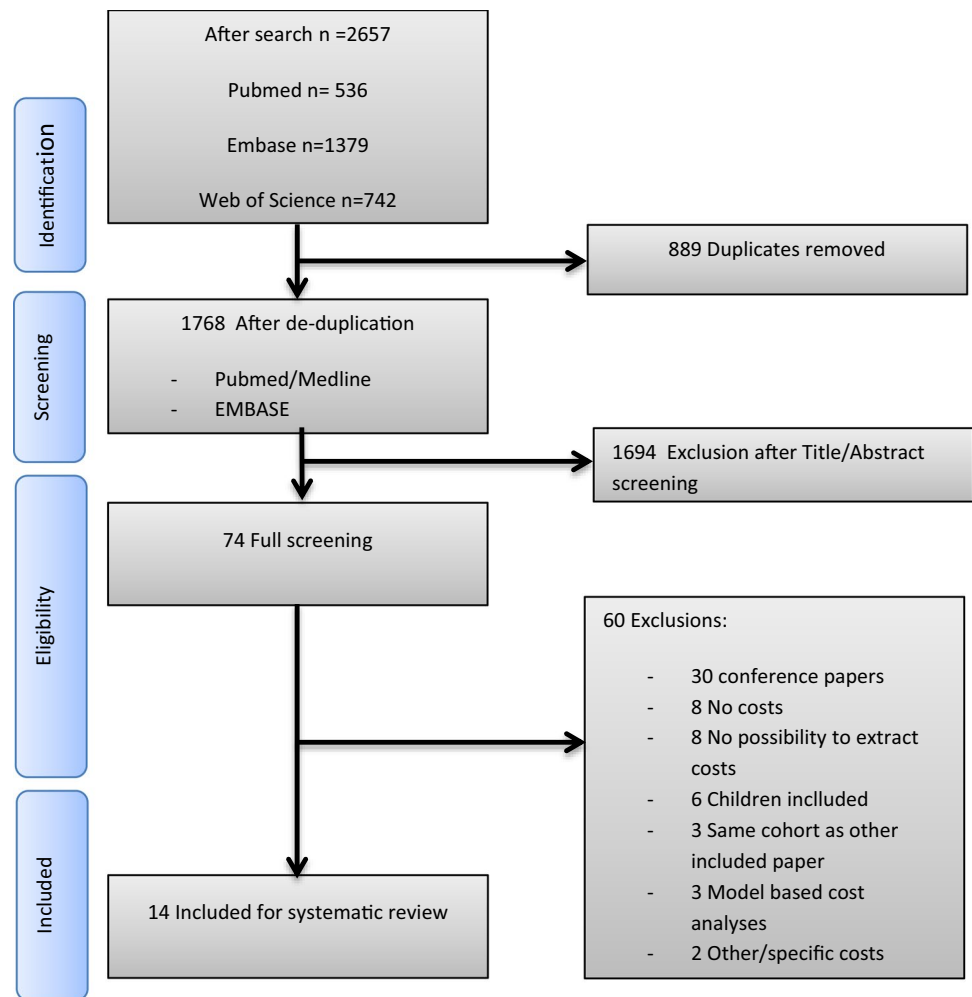 After search n =2657
Pubmed n= 536
Embase n=1379
Web of Science n=742
Identification
889 Duplicates removed
1768  After de-duplication
-    Pubmed/Medline
-    EMBASE
Screening
1694  Exclusion after Title/Abstract
screening
74 Full screening
Eligibility
60 Exclusions:
-    30 conference papers
-    8 No costs
-    8 No possibility to extract
costs
-    6 Children inclluded
-    3 Same cohort as other
included paper
-    3 Model based cost
analyses
-    2 Other/specific costs
14 Included for systematic review
Included